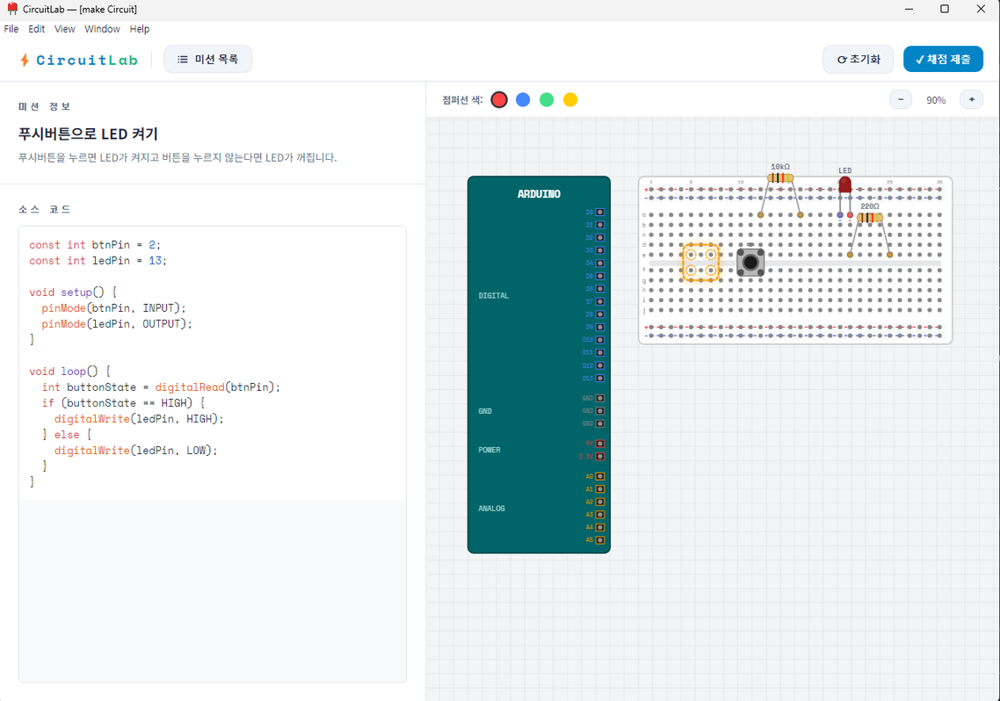 CircuitLab — [make Circuit]
File Edit View Window Help
CircuitLab
미션 목록
초기화
✓ 채점 제출
미션 정보
푸시버튼으로 LED 켜기
푸시버튼을 누르면 LED가 켜지고 버튼을 누르지 않는다면 LED가 꺼집니다.
소스 코드
const int btnPin = 2;
const int ledPin = 13;
void setup() {
pinMode(btnPin, INPUT);
pinMode(ledPin, OUTPUT);
}
void loop() {
int buttonState = digitalRead(btnPin);
if (buttonState == HIGH) {
digitalWrite(ledPin, HIGH);
} else {
digitalWrite(ledPin, LOW);
}
}
점퍼선 색:
− 90% +
ARDUINO
D0
D1
D2
D3
D4
D5
D6
D7
D8
D9
D10
D11
D12
D13
DIGITAL
GND
GND
GND
GND
5V
3.3V
POWER
A0
A1
A2
A3
A4
A5
ANALOG
10kΩ
LED
220Ω
a
b
c
d
e
f
g
h
i
j